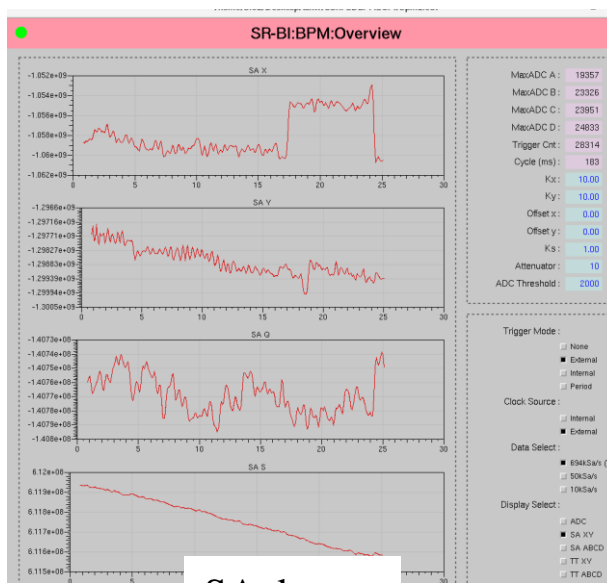 SR-BI:BPM:Overview
SA X
-1.052e+09
-1.054e+09
-1.056e+09
-1.058e+09
-1.06e+09
-1.062e+09
0 5 10 15 20 25 30
SA Y
-1.2966e+09
-1.29716e+09
-1.29771e+09
-1.29827e+09
-1.29883e+09
-1.29939e+09
-1.29994e+09
-1.3005e+09
0 5 10 15 20 25 30
SA Q
-1.4073e+08
-1.4074e+08
-1.4075e+08
-1.4076e+08
-1.4077e+08
-1.4078e+08
-1.4079e+08
-1.408e+08
0 5 10 15 20 25 30
SA S
6.12e+08
6.119e+08
6.118e+08
6.117e+08
6.116e+08
6.115e+08
MaxADC A : 19357
MaxADC B : 23326
MaxADC C : 23951
MaxADC D : 24833
Trigger Cnt : 28314
Cycle (ms) : 183
Kx : 10.00
Ky : 10.00
Offset x : 0.00
Offset y : 0.00
Ks : 1.00
Attenuator : 10
ADC Threshold : 2000
Trigger Mode :
None
External
Internal
Period
Clock Source :
Internal
External
Data Select :
694kSa/s (
50kSa/s
10kSa/s
Display Select :
ADC
SA XY
SA ABCD
TT XY
TT ABCD